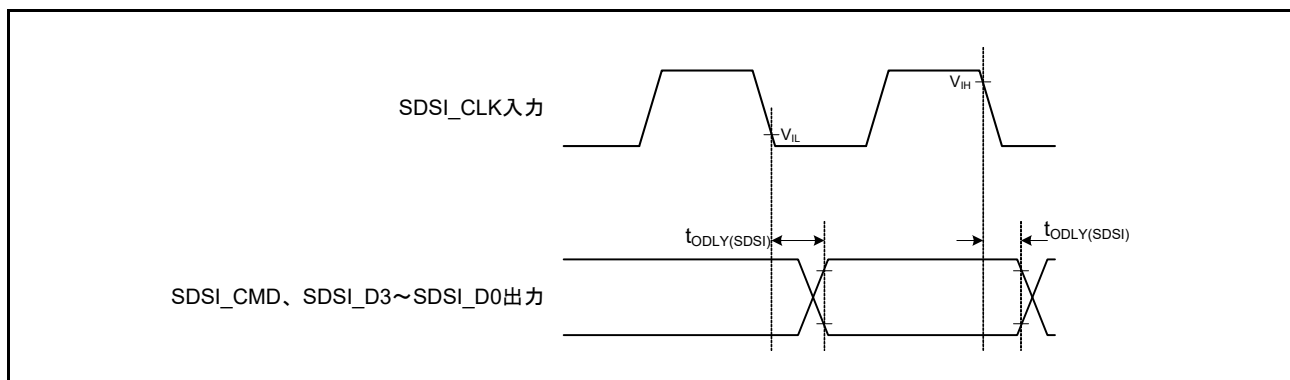 SDSI_CLK入力
VIH
VIL
tODLY(SDSI)
tODLY(SDSI)
SDSI_CMD、SDSI_D3~SDSI_D0出力